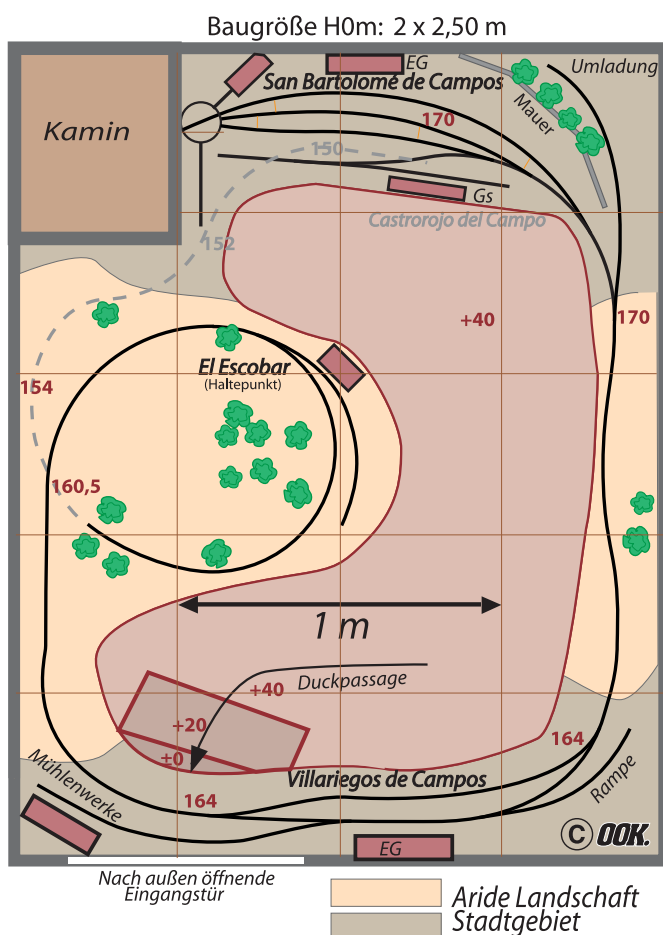 Baugröße H0m: 2 x 2,50 m
EG
Umladung
San Bartolomé de Campos
Kamin
Mauer
170
150
Gs
Castrorojo del Campo
152
+40
170
El Escobar
(Haltepunkt)
154
160,5
1 m
Duckpassage
+40
+20
±0
164
Villariegos de Campos
Mühlenwerke
164
Rampe
EG
© OOK.
Nach außen öffnende
Eingangstür
Aride Landschaft
Stadtgebiet